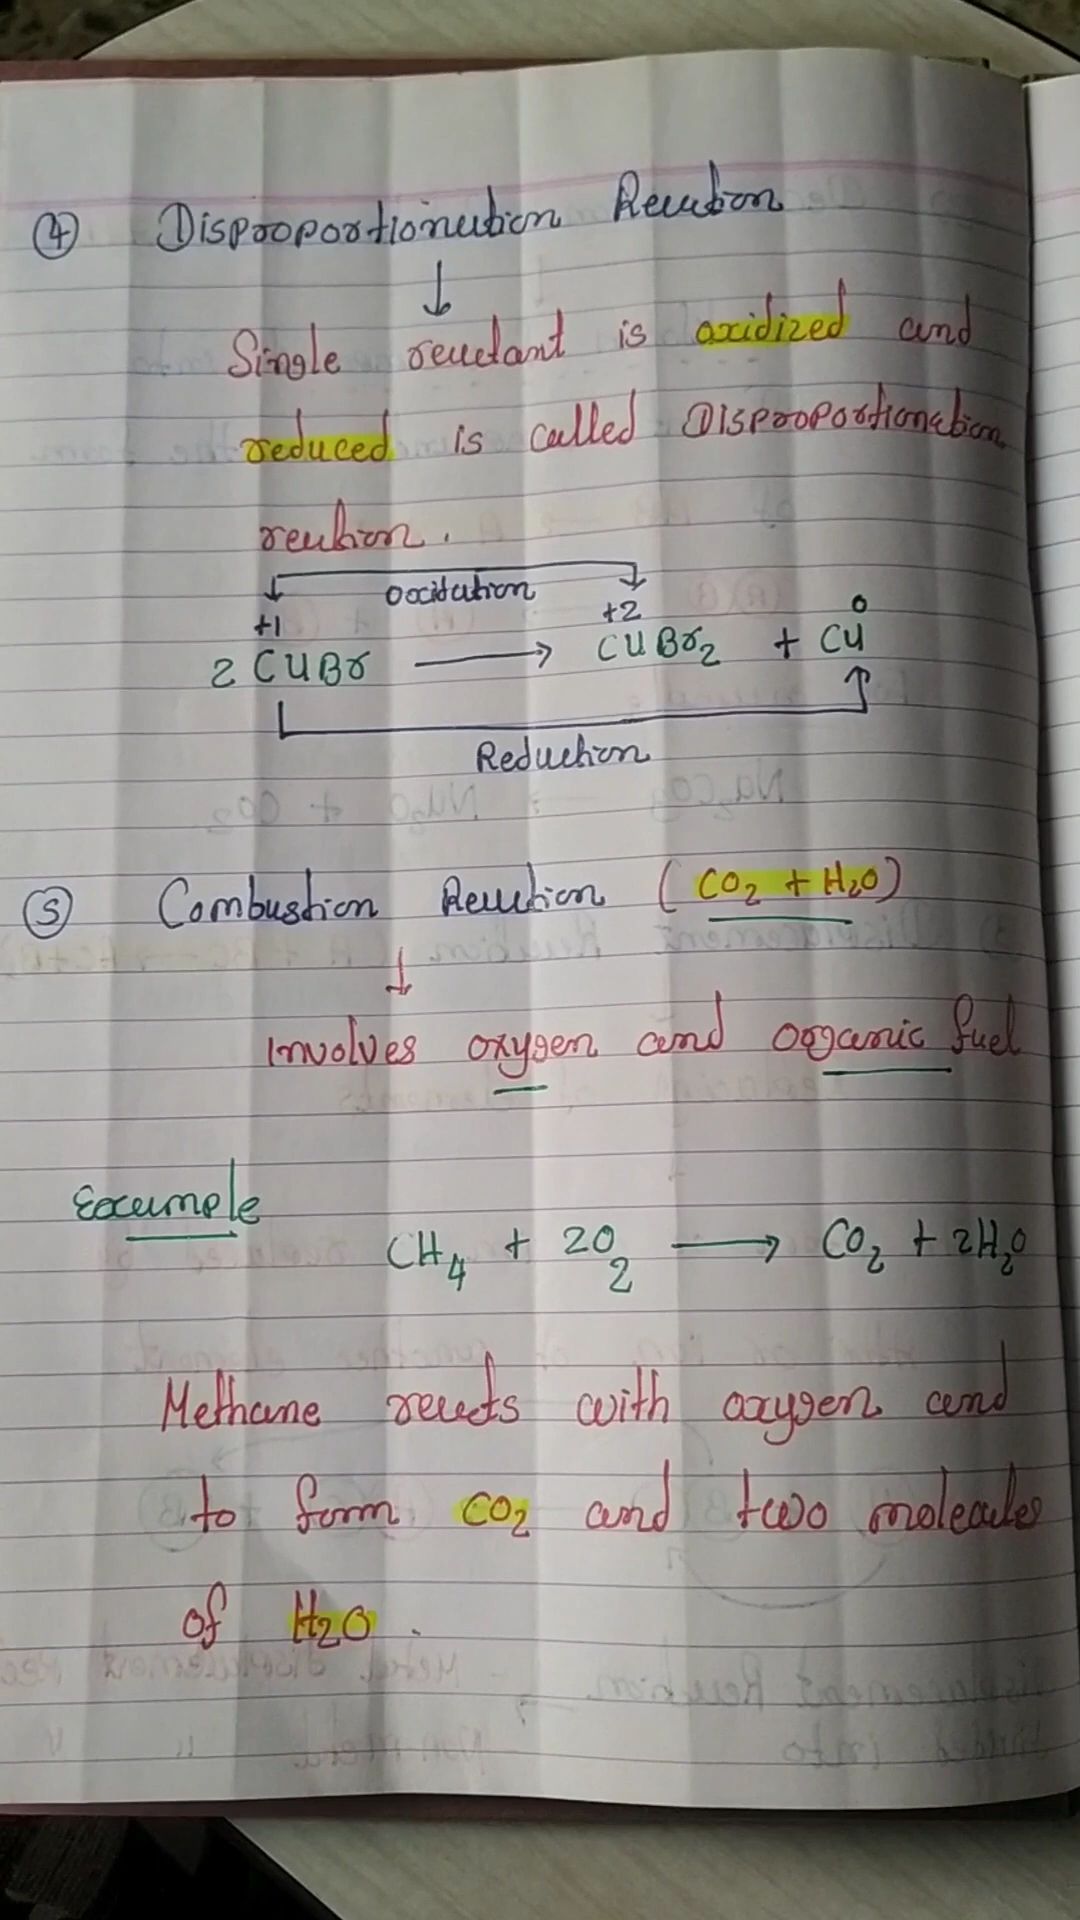 ④ Disproportionation Reaction
↓
Single reactant is oxidized and
reduced is called Disproportionation
reaction.
oxidation
+1 +2 0
2CuBr ⟶ CuBr₂ + Cu
Reduction
⑤ Combustion Reaction (CO₂ + H₂O)
↓
Involves oxygen and organic fuel
Example
CH₄ + 2O₂ ⟶ CO₂ + 2H₂O
Methane reacts with oxygen and
to form CO₂ and two molecules
of H₂O.